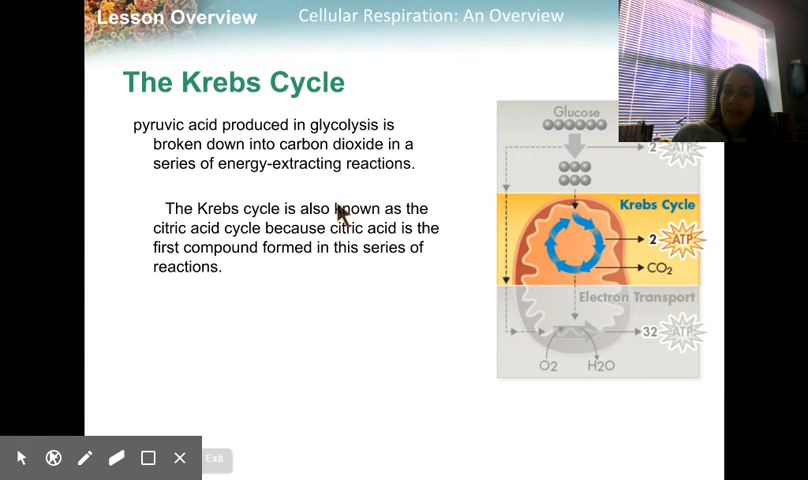 Lesson Overview
Cellular Respiration: An Overview
The Krebs Cycle
pyruvic acid produced in glycolysis is
broken down into carbon dioxide in a
series of energy-extracting reactions.
The Krebs cycle is also known as the
citric acid cycle because citric acid is the
first compound formed in this series of
reactions.
Glucose
2 ATP
Krebs Cycle
2 ATP
CO2
Electron Transport
32 ATP
O2
H2O
Exit